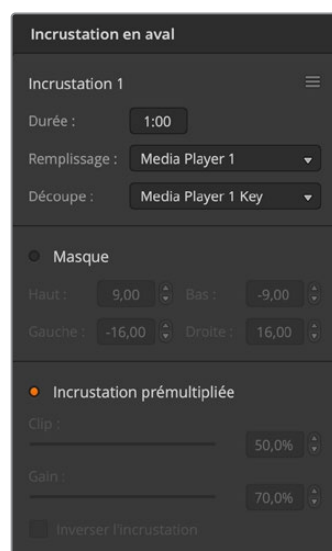 Incrustation en aval
Incrustation 1
Durée : 1:00
Remplissage : Media Player 1
Découpe : Media Player 1 Key
Masque
Haut : 9,00 Bas : -9,00
Gauche : -16,00 Droite : 16,00
Incrustation prémultipliée
Clip :
50,0%
Gain :
70,0%
Inverser l'incrustation